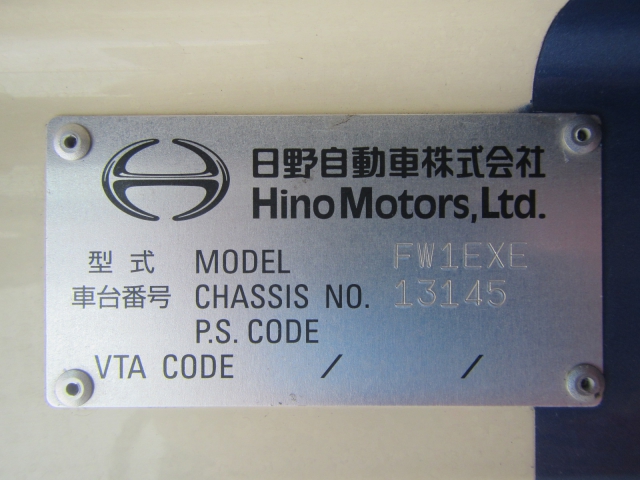 日野自動車株式会社
Hino Motors, Ltd.
型式 MODEL FW1EXE
車台番号 CHASSIS NO. 13145
P.S. CODE
VTA CODE / /